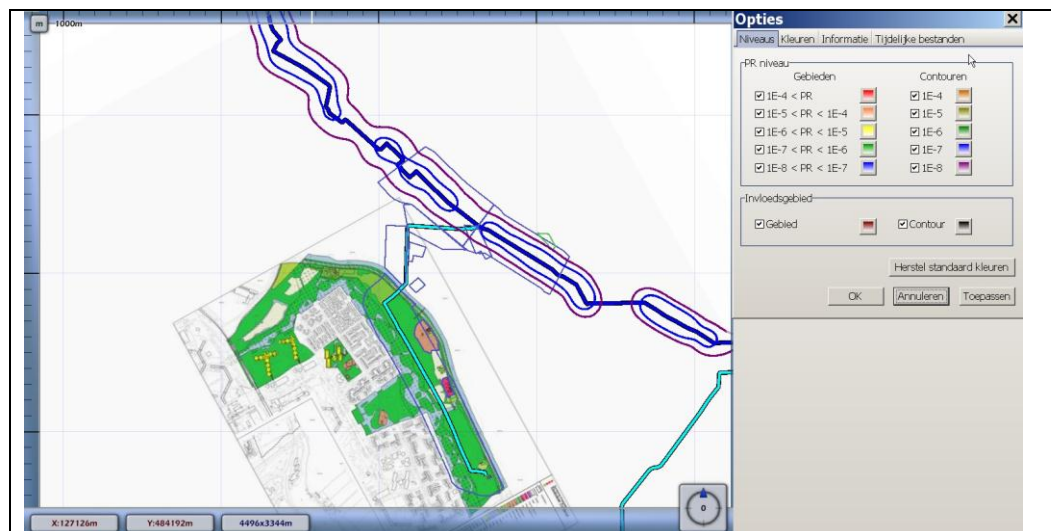 m
1000m
Opties
Niveaus Kleuren Informatie Tijdelijke bestanden
PR niveau
Gebieden Contouren
1E-4 < PR 1E-4
1E-5 < PR < 1E-4 1E-5
1E-6 < PR < 1E-5 1E-6
1E-7 < PR < 1E-6 1E-7
1E-8 < PR < 1E-7 1E-8
Invloedsgebied
Gebied Contour
Herstel standaard kleuren
OK Annuleren Toepassen
0
X:127126m Y:484192m 4496x3344m